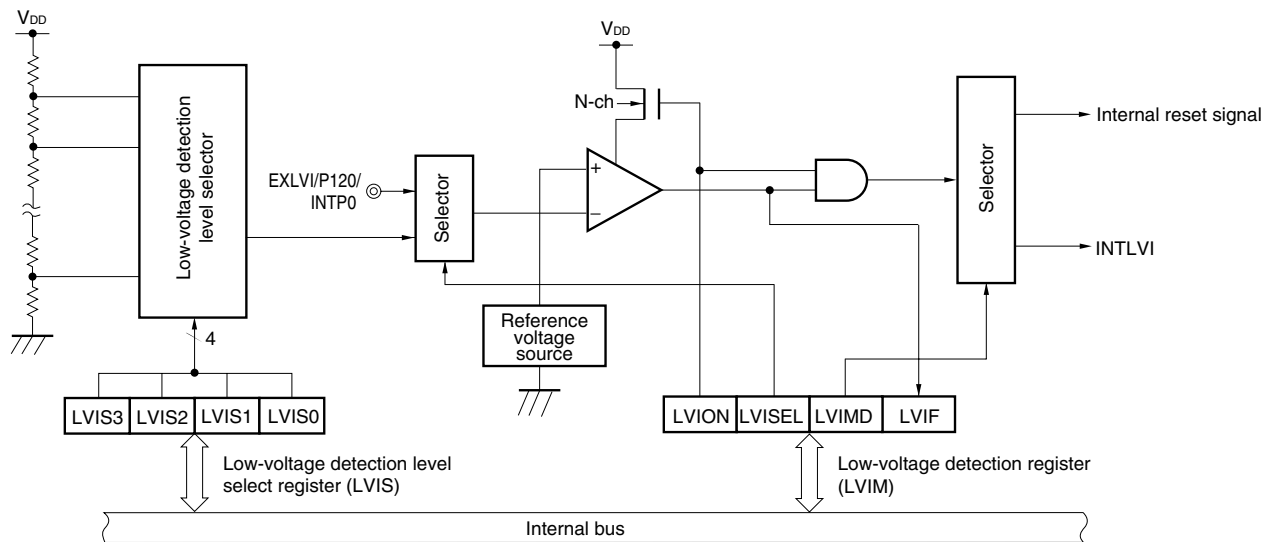 VDD
VDD
Low-voltage detection
level selector
N-ch
EXLVI/P120/
INTP0
Selector
+
−
Selector
Internal reset signal
INTLVI
Reference
voltage
source
4
LVIS3 LVIS2 LVIS1 LVIS0
LVION LVISEL LVIMD LVIF
Low-voltage detection level
select register (LVIS)
Low-voltage detection register
(LVIM)
Internal bus